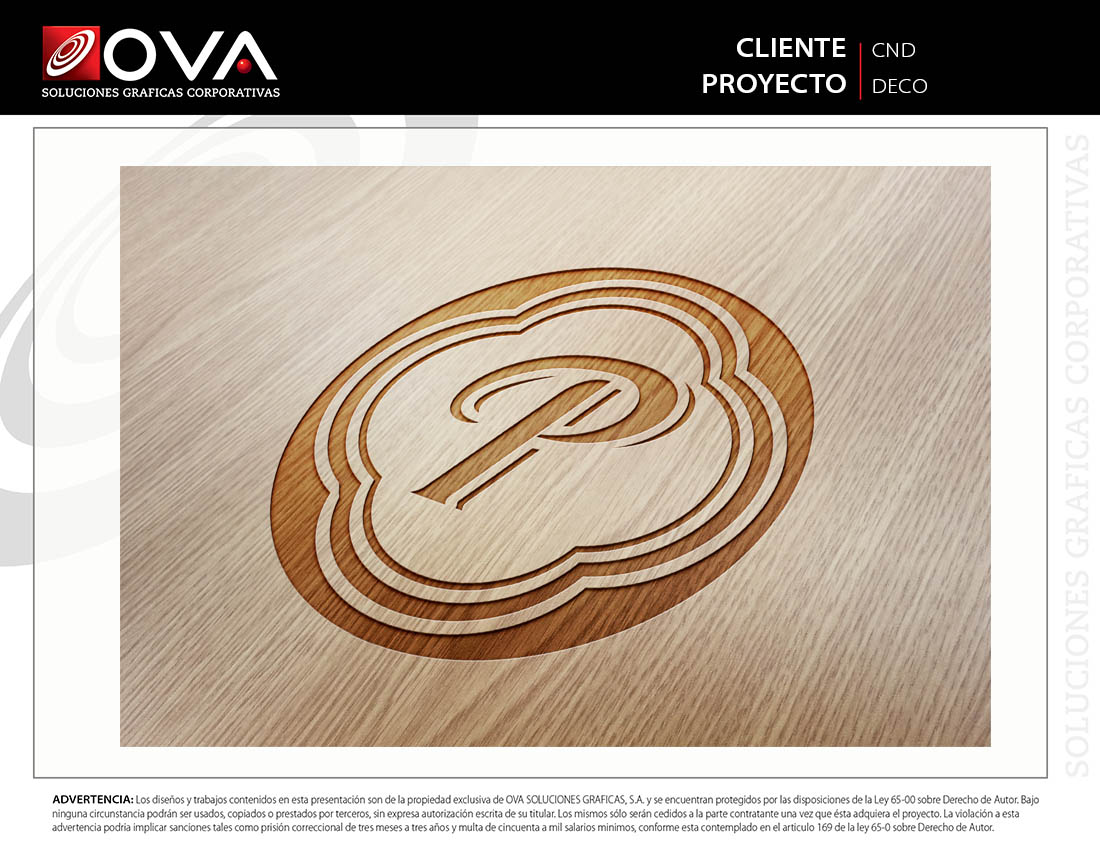 OVA
SOLUCIONES GRAFICAS CORPORATIVAS
CLIENTE CND
PROYECTO DECO
P
SOLUCIONES GRAFICAS CORPORATIVAS
ADVERTENCIA: Los diseños y trabajos contenidos en esta presentación son de la propiedad exclusiva de OVA SOLUCIONES GRAFICAS, S.A. y se encuentran protegidos por las disposiciones de la Ley 65-00 sobre Derecho de Autor. Bajo
ninguna circunstancia podrán ser usados, copiados o prestados por terceros, sin expresa autorización escrita de su titular. Los mismos sólo serán cedidos a la parte contratante una vez que ésta adquiera el proyecto. La violación a esta
advertencia podria implicar sanciones tales como prisión correccional de tres meses a tres años y multa de cincuenta a mil salarios minimos, conforme esta contemplado en el articulo 169 de la ley 65-0 sobre Derecho de Autor.